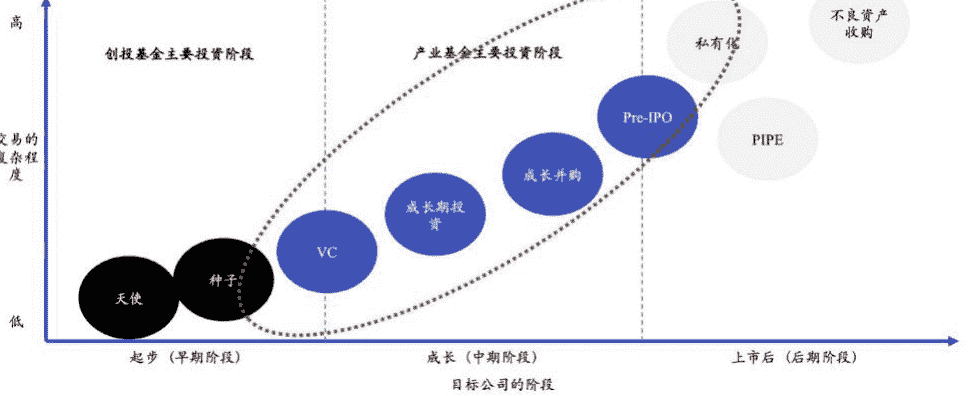 高
不良资产
收购
私有化
创投基金主要投资阶段
产业基金主要投资阶段
Pre-IPO
交易的
复杂程
度
PIPE
成长并购
成长期投
资
VC
种子
天使
低
起步（早期阶段）
成长（中期阶段）
上市后（后期阶段）
目标公司的阶段